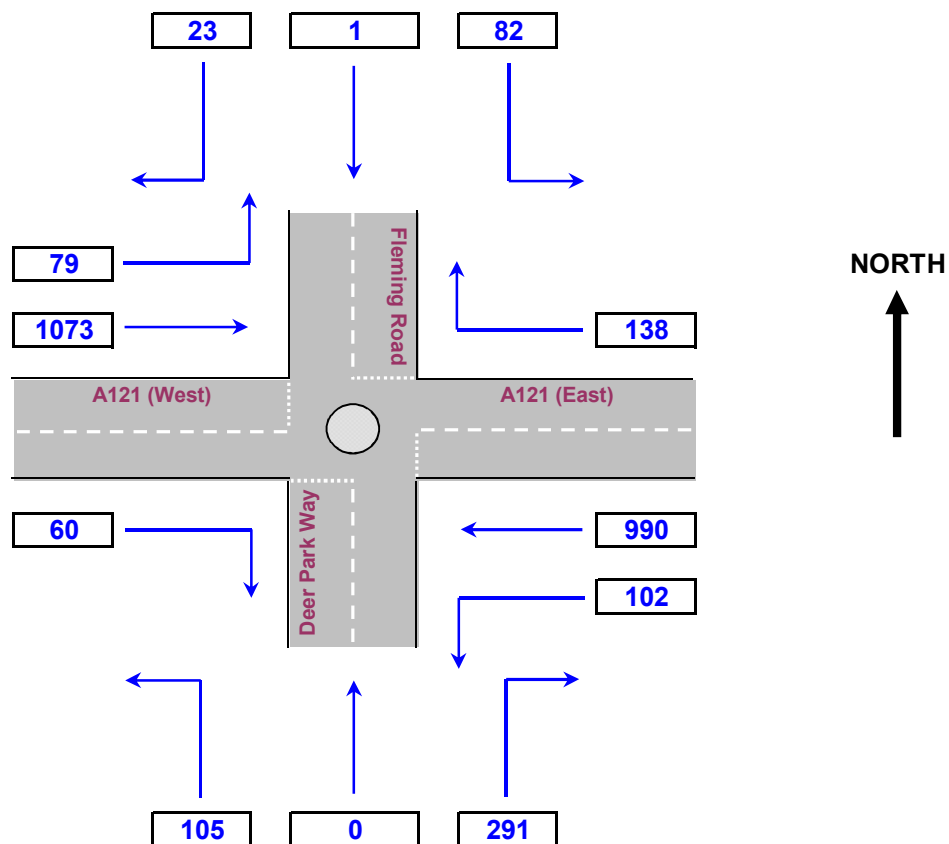 23 1 82
79
NORTH
1073
138
Fleming Road
A121 (West)
A121 (East)
60
Deer Park Way
990
102
105 0 291